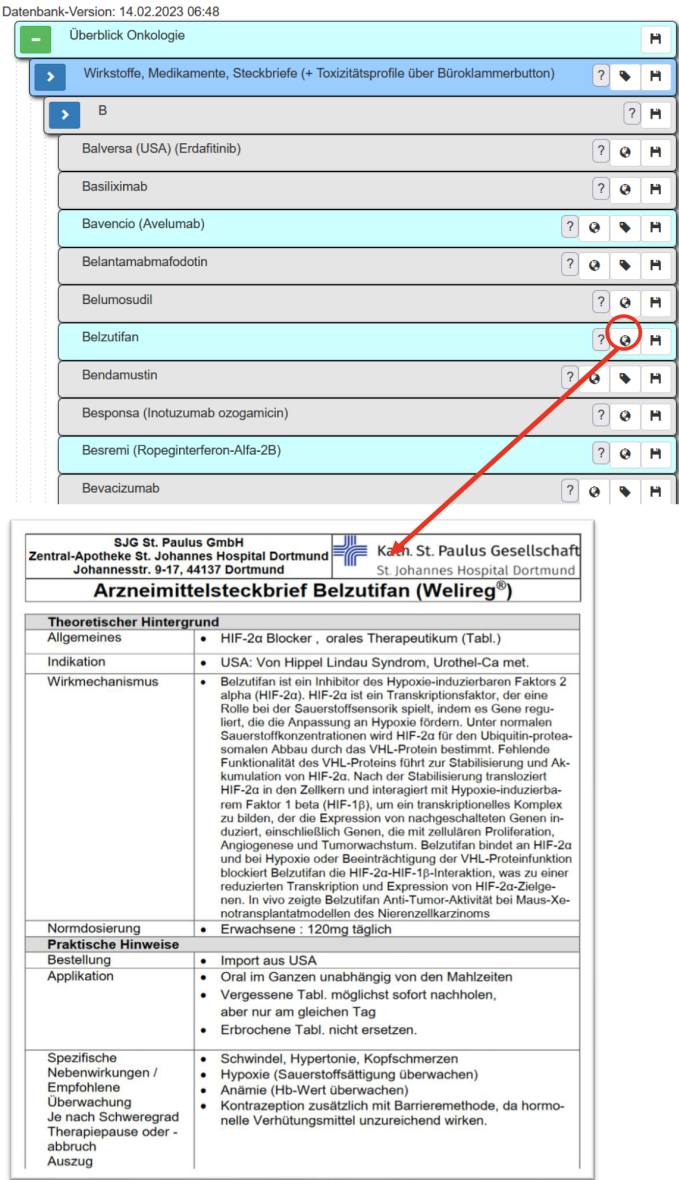 Datenbank-Version: 14.02.2023 06:48
Überblick Onkologie
Wirkstoffe, Medikamente, Steckbriefe (+ Toxizitätsprofile über Büroklammerbutton)
?
B
?
Balversa (USA) (Erdafitinib)
?
Basiliximab
?
Bavencio (Avelumab)
?
Belantamabmafodotin
?
Belumosudil
?
Belzutifan
?
Bendamustin
?
Besponsa (Inotuzumab ozogamicin)
?
Besremi (Ropeginterferon-Alfa-2B)
?
Bevacizumab
?
SJG St. Paulus GmbH
Zentral-Apotheke St. Johannes Hospital Dortmund
Johannesstr. 9-17, 44137 Dortmund
Kath. St. Paulus Gesellschaft
St. Johannes Hospital Dortmund
Arzneimittelsteckbrief Belzutifan (Welireg®)
Theoretischer Hintergrund
Allgemeines
• HIF-2α Blocker , orales Therapeutikum (Tabl.)
Indikation
• USA: Von Hippel Lindau Syndrom, Urothel-Ca met.
Wirkmechanismus
• Belzutifan ist ein Inhibitor des Hypoxie-induzierbaren Faktors 2
alpha (HIF-2α). HIF-2α ist ein Transkriptionsfaktor, der eine
Rolle bei der Sauerstoffsensorik spielt, indem es Gene regu-
liert, die die Anpassung an Hypoxie fördern. Unter normalen
Sauerstoffkonzentrationen wird HIF-2α für den Ubiquitin-protea-
somalen Abbau durch das VHL-Protein bestimmt. Fehlende
Funktionalität des VHL-Proteins führt zur Stabilisierung und Ak-
kumulation von HIF-2α. Nach der Stabilisierung transloziert
HIF-2α in den Zellkern und interagiert mit Hypoxie-induzierba-
rem Faktor 1 beta (HIF-1β), um ein transkriptionelles Komplex
zu bilden, der die Expression von nachgeschalteten Genen in-
duziert, einschließlich Genen, die mit zellulären Proliferation,
Angiogenese und Tumorwachstum. Belzutifan bindet an HIF-2α
und bei Hypoxie oder Beeinträchtigung der VHL-Proteinfunktion
blockiert Belzutifan die HIF-2α-HIF-1β-Interaktion, was zu einer
reduzierten Transkription und Expression von HIF-2α-Zielge-
nen. In vivo zeigte Belzutifan Anti-Tumor-Aktivität bei Maus-Xe-
notransplantatmodellen des Nierenzellkarzinoms
Normdosierung
• Erwachsene : 120mg täglich
Praktische Hinweise
Bestellung
• Import aus USA
Applikation
• Oral im Ganzen unabhängig von den Mahlzeiten
• Vergessene Tabl. möglichst sofort nachholen,
aber nur am gleichen Tag
• Erbrochene Tabl. nicht ersetzen.
Spezifische
Nebenwirkungen /
Empfohlene
Überwachung
Je nach Schweregrad
Therapiepause oder -
abbruch
Auszug
• Schwindel, Hypertonie, Kopfschmerzen
• Hypoxie (Sauerstoffsättigung überwachen)
• Anämie (Hb-Wert überwachen)
• Kontrazeption zusätzlich mit Barrieremethode, da hormo-
nelle Verhütungsmittel unzureichend wirken.